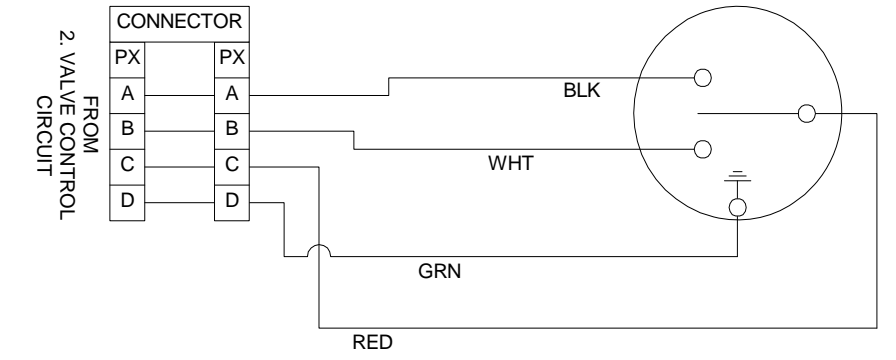 CONNECTOR
PX PX
A A
B B
C C
D D
FROM
2. VALVE CONTROL
CIRCUIT
BLK
WHT
GRN
RED